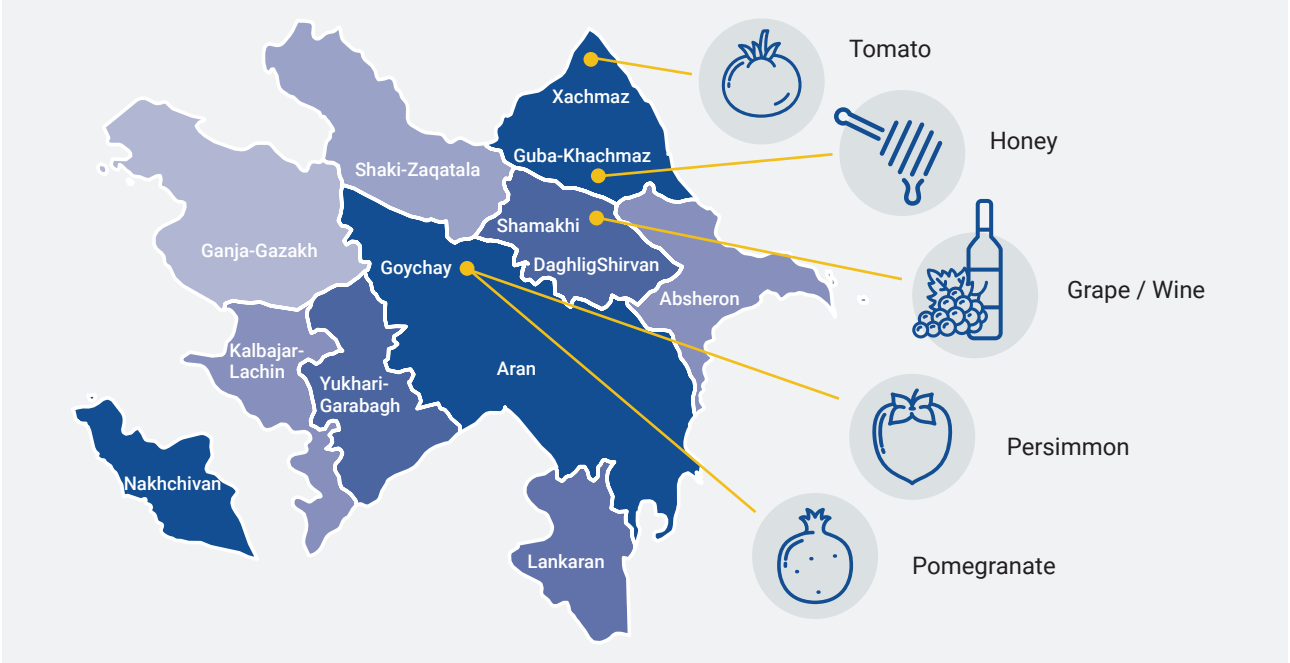 Tomato
Xachmaz
Honey
Guba-Khachmaz
Shaki-Zaqatala
Shamakhi
Ganja-Gazakh
Goychay
DaghligShirvan
Grape / Wine
Absheron
Kalbajar-
Lachin
Aran
Yukhari-
Garabagh
Persimmon
Nakhchivan
Lankaran
Pomegranate